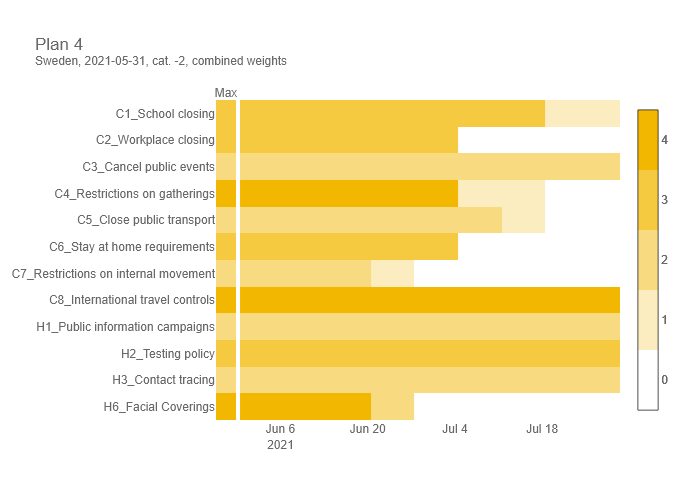 Plan 4
Sweden, 2021-05-31, cat. -2, combined weights
Max
C1_School closing
C2_Workplace closing
C3_Cancel public events
C4_Restrictions on gatherings
C5_Close public transport
C6_Stay at home requirements
C7_Restrictions on internal movement
C8_International travel controls
H1_Public information campaigns
H2_Testing policy
H3_Contact tracing
H6_Facial Coverings
Jun 6 Jun 20 Jul 4 Jul 18
2021
4
3
2
1
0